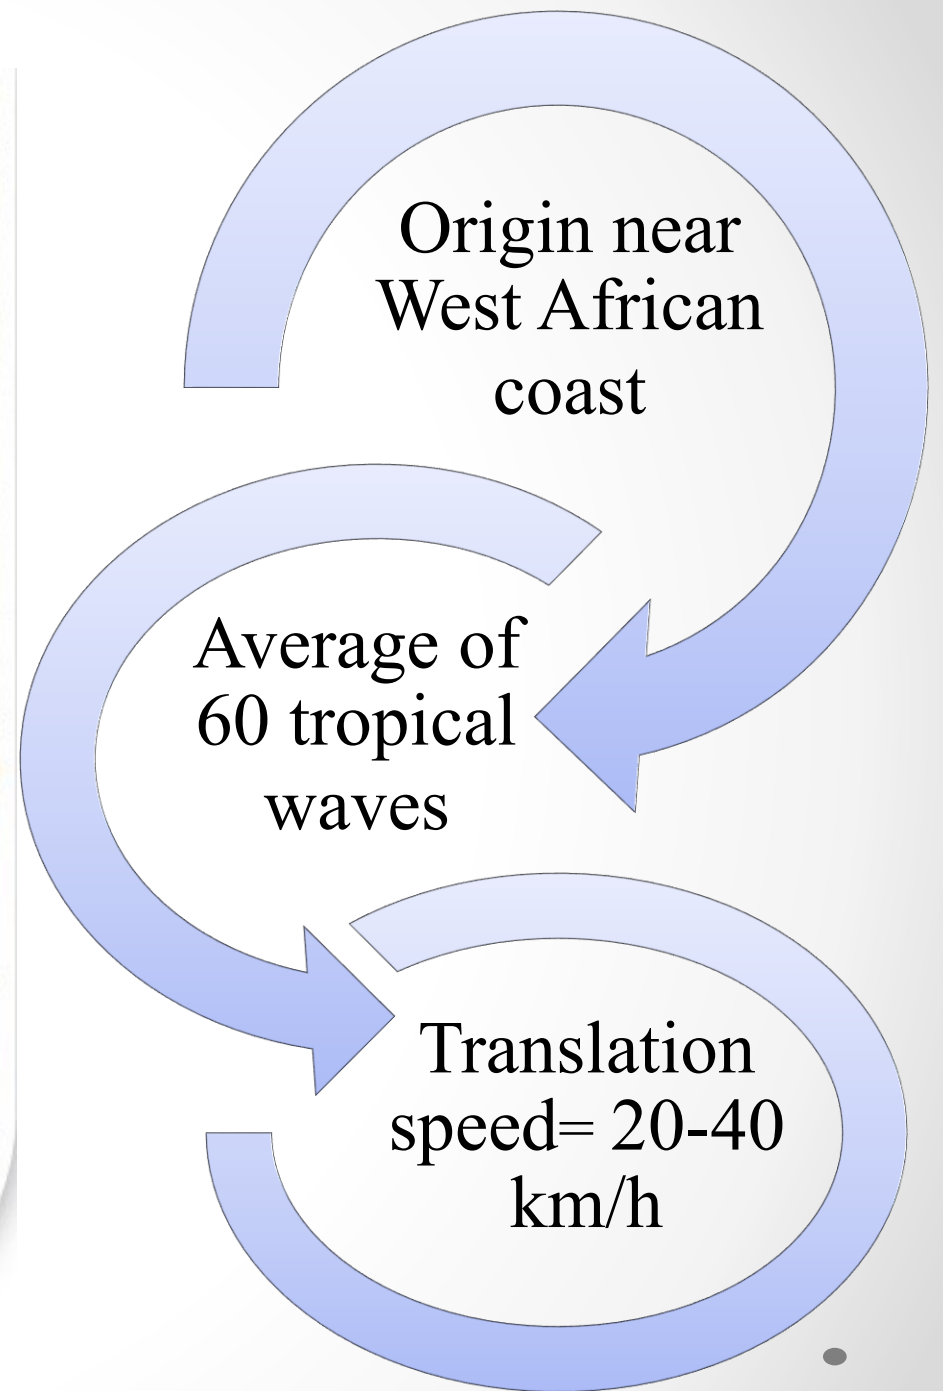 Origin near
West African
coast
Average of
60 tropical
waves
Translation
speed= 20-40
km/h